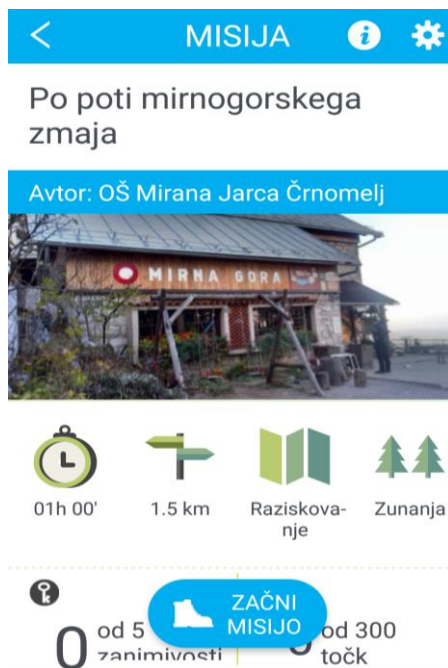 MISIJA
Po poti mirnogorskega
zmaja
Avtor: OŠ Mirana Jarca Črnomelj
MIRNA GORA
01h 00'
1.5 km
Raziskova-
nje
Zunanja
0 od 5
zanimivosti
ZAČNI
MISIJO
od 300
točk